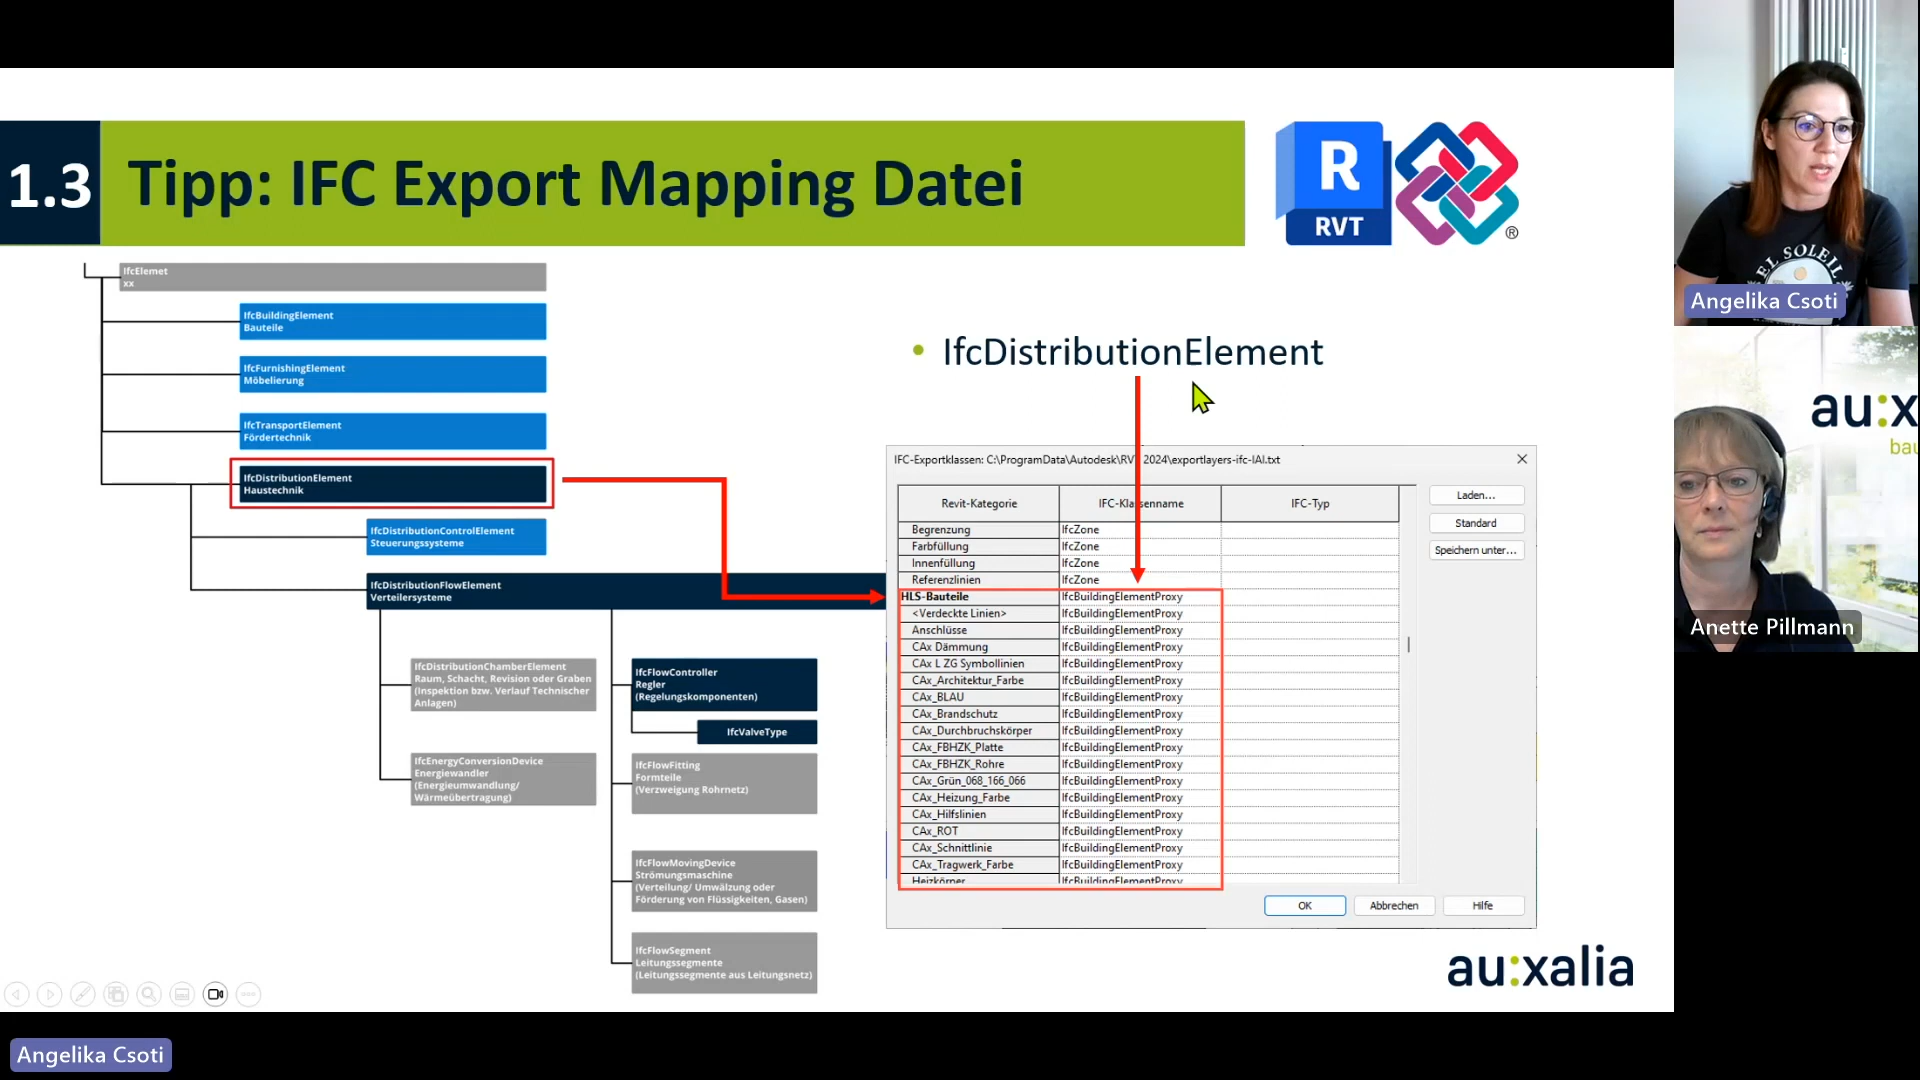 1.3
Tipp: IFC Export Mapping Datei
R
RVT
®
IfcElemet
xx
IfcBuildingElement
Bauteile
IfcFurnishingElement
Möbelierung
IfcTransportElement
Fördertechnik
IfcDistributionElement
Haustechnik
IfcDistributionControlElement
Steuerungssysteme
IfcDistributionFlowElement
Verteilersysteme
IfcDistributionChamberElement
Raum, Schacht, Revision oder Graben
(Inspektion bzw. Verlauf Technischer
Anlagen)
IfcEnergyConversionDevice
Energiewandler
(Energieumwandlung/
Wärmeübertragung)
IfcFlowController
Regler
(Regelungskomponenten)
IfcValveType
IfcFlowFitting
Formteile
(Verzweigung Rohrnetz)
IfcFlowMovingDevice
Strömungsmaschine
(Verteilung/ Umwälzung oder
Förderung von Flüssigkeiten, Gasen)
IfcFlowSegment
Leitungssegmente
(Leitungssegmente aus Leitungsnetz)
• IfcDistributionElement
IFC-Exportklassen: C:\ProgramData\Autodesk\RVT 2024\exportlayers-ifc-IAI.txt
Revit-Kategorie IFC-Klassenname IFC-Typ
Begrenzung IfcZone
Farbfüllung IfcZone
Innenfüllung IfcZone
Referenzlinien IfcZone
HLS-Bauteile IfcBuildingElementProxy
<Verdeckte Linien> IfcBuildingElementProxy
Anschlüsse IfcBuildingElementProxy
CAx Dämmung IfcBuildingElementProxy
CAx L ZG Symbollinien IfcBuildingElementProxy
CAx_Architektur_Farbe IfcBuildingElementProxy
CAx_BLAU IfcBuildingElementProxy
CAx_Brandschutz IfcBuildingElementProxy
CAx_Durchbruchskörper IfcBuildingElementProxy
CAx_FBHZK_Platte IfcBuildingElementProxy
CAx_FBHZK_Rohre IfcBuildingElementProxy
CAx_Grün_068_166_066 IfcBuildingElementProxy
CAx_Heizung_Farbe IfcBuildingElementProxy
CAx_Hilfslinien IfcBuildingElementProxy
CAx_ROT IfcBuildingElementProxy
CAx_Schnittlinie IfcBuildingElementProxy
CAx_Tragwerk_Farbe IfcBuildingElementProxy
Heizkörper IfcBuildingElementProxy
Laden...
Standard
Speichern unter...
OK Abbrechen Hilfe
au:xalia
EL SOLEIL
Angelika Csoti
au:x
bau
Anette Pillmann
Angelika Csoti